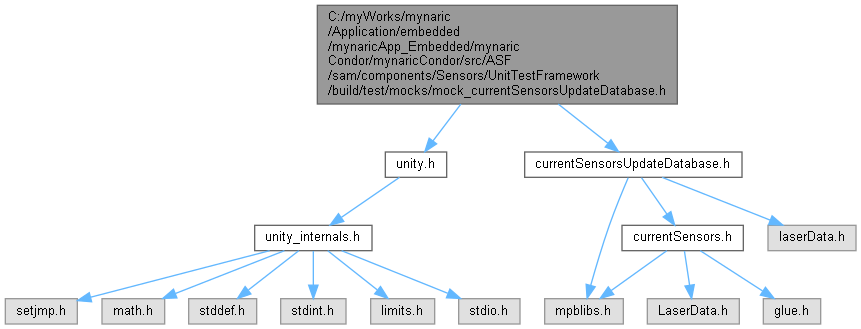 C:/myWorks/mynaric
/Application/embedded
/mynaricApp_Embedded/mynaric
Condor/mynaricCondor/src/ASF
/sam/components/Sensors/UnitTestFramework
/build/test/mocks/mock_currentSensorsUpdateDatabase.h
unity.h
currentSensorsUpdateDatabase.h
unity_internals.h
currentSensors.h
laserData.h
setjmp.h
math.h
stddef.h
stdint.h
limits.h
stdio.h
mpblibs.h
LaserData.h
glue.h